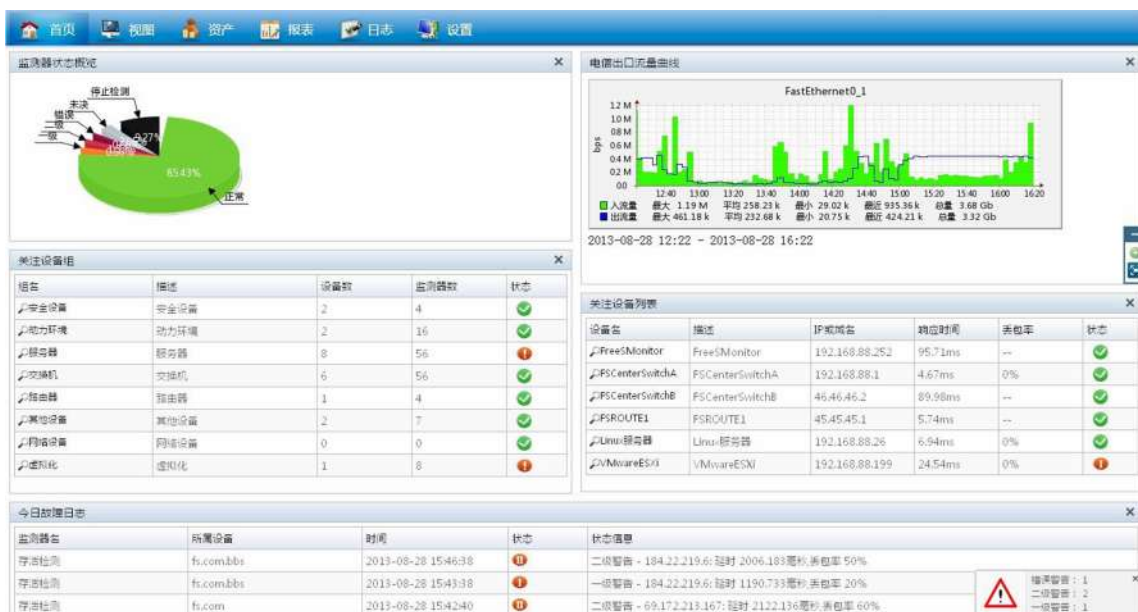 首页 视图 资产 报表 日志 设置
监测器状态概览
停止检测
未决
错误
二级
一级
9.27%
85.43%
正常
电信出口流量曲线
FastEthernet0_1
bps
1.2 M
1.0 M
0.8 M
0.6 M
0.4 M
0.2 M
0.0
12:40 13:00 13:20 13:40 14:00 14:20 14:40 15:00 15:20 15:40 16:00 16:20
入流量 最大 1.19 M 平均 258.23 k 最小 29.02 k 最近 935.36 k 总量 3.68 Gb
出流量 最大 461.18 k 平均 232.68 k 最小 20.75 k 最近 424.21 k 总量 3.32 Gb
2013-08-28 12:22 - 2013-08-28 16:22
关注设备组
组名 描述 设备数 监测器数 状态
安全设备 安全设备 2 4
动力环境 动力环境 2 16
服务器 服务器 8 56
交换机 交换机 6 56
路由器 路由器 1 4
其他设备 其他设备 2 7
网络设备 网络设备 0 0
虚拟化 虚拟化 1 8
关注设备列表
设备名 描述 IP或域名 响应时间 丢包率 状态
FreeSMonitor FreeSMonitor 192.168.88.252 95.71ms --
FSCenterSwitchA FSCenterSwitchA 192.168.88.1 4.67ms 0%
FSCenterSwitchB FSCenterSwitchB 46.46.46.2 89.98ms --
FSROUTE1 FSROUTE1 45.45.45.1 5.74ms --
Linux服务器 Linux服务器 192.168.88.26 6.94ms 0%
VMwareESXi VMwareESXi 192.168.88.199 24.54ms 0%
今日故障日志
监测器名 所属设备 时间 状态 状态信息
存活检测 fs.com.bbs 2013-08-28 15:46:38 二级警告 - 184.22.219.6: 延时 2006.183毫秒,丢包率 50%
存活检测 fs.com.bbs 2013-08-28 15:43:38 一级警告 - 184.22.219.6: 延时 1190.733毫秒,丢包率 20%
存活检测 fs.com 2013-08-28 15:42:40 二级警告 - 69.172.213.167: 延时 2122.136毫秒,丢包率 60%
错误警告：1
二级警告：2
一级警告：1